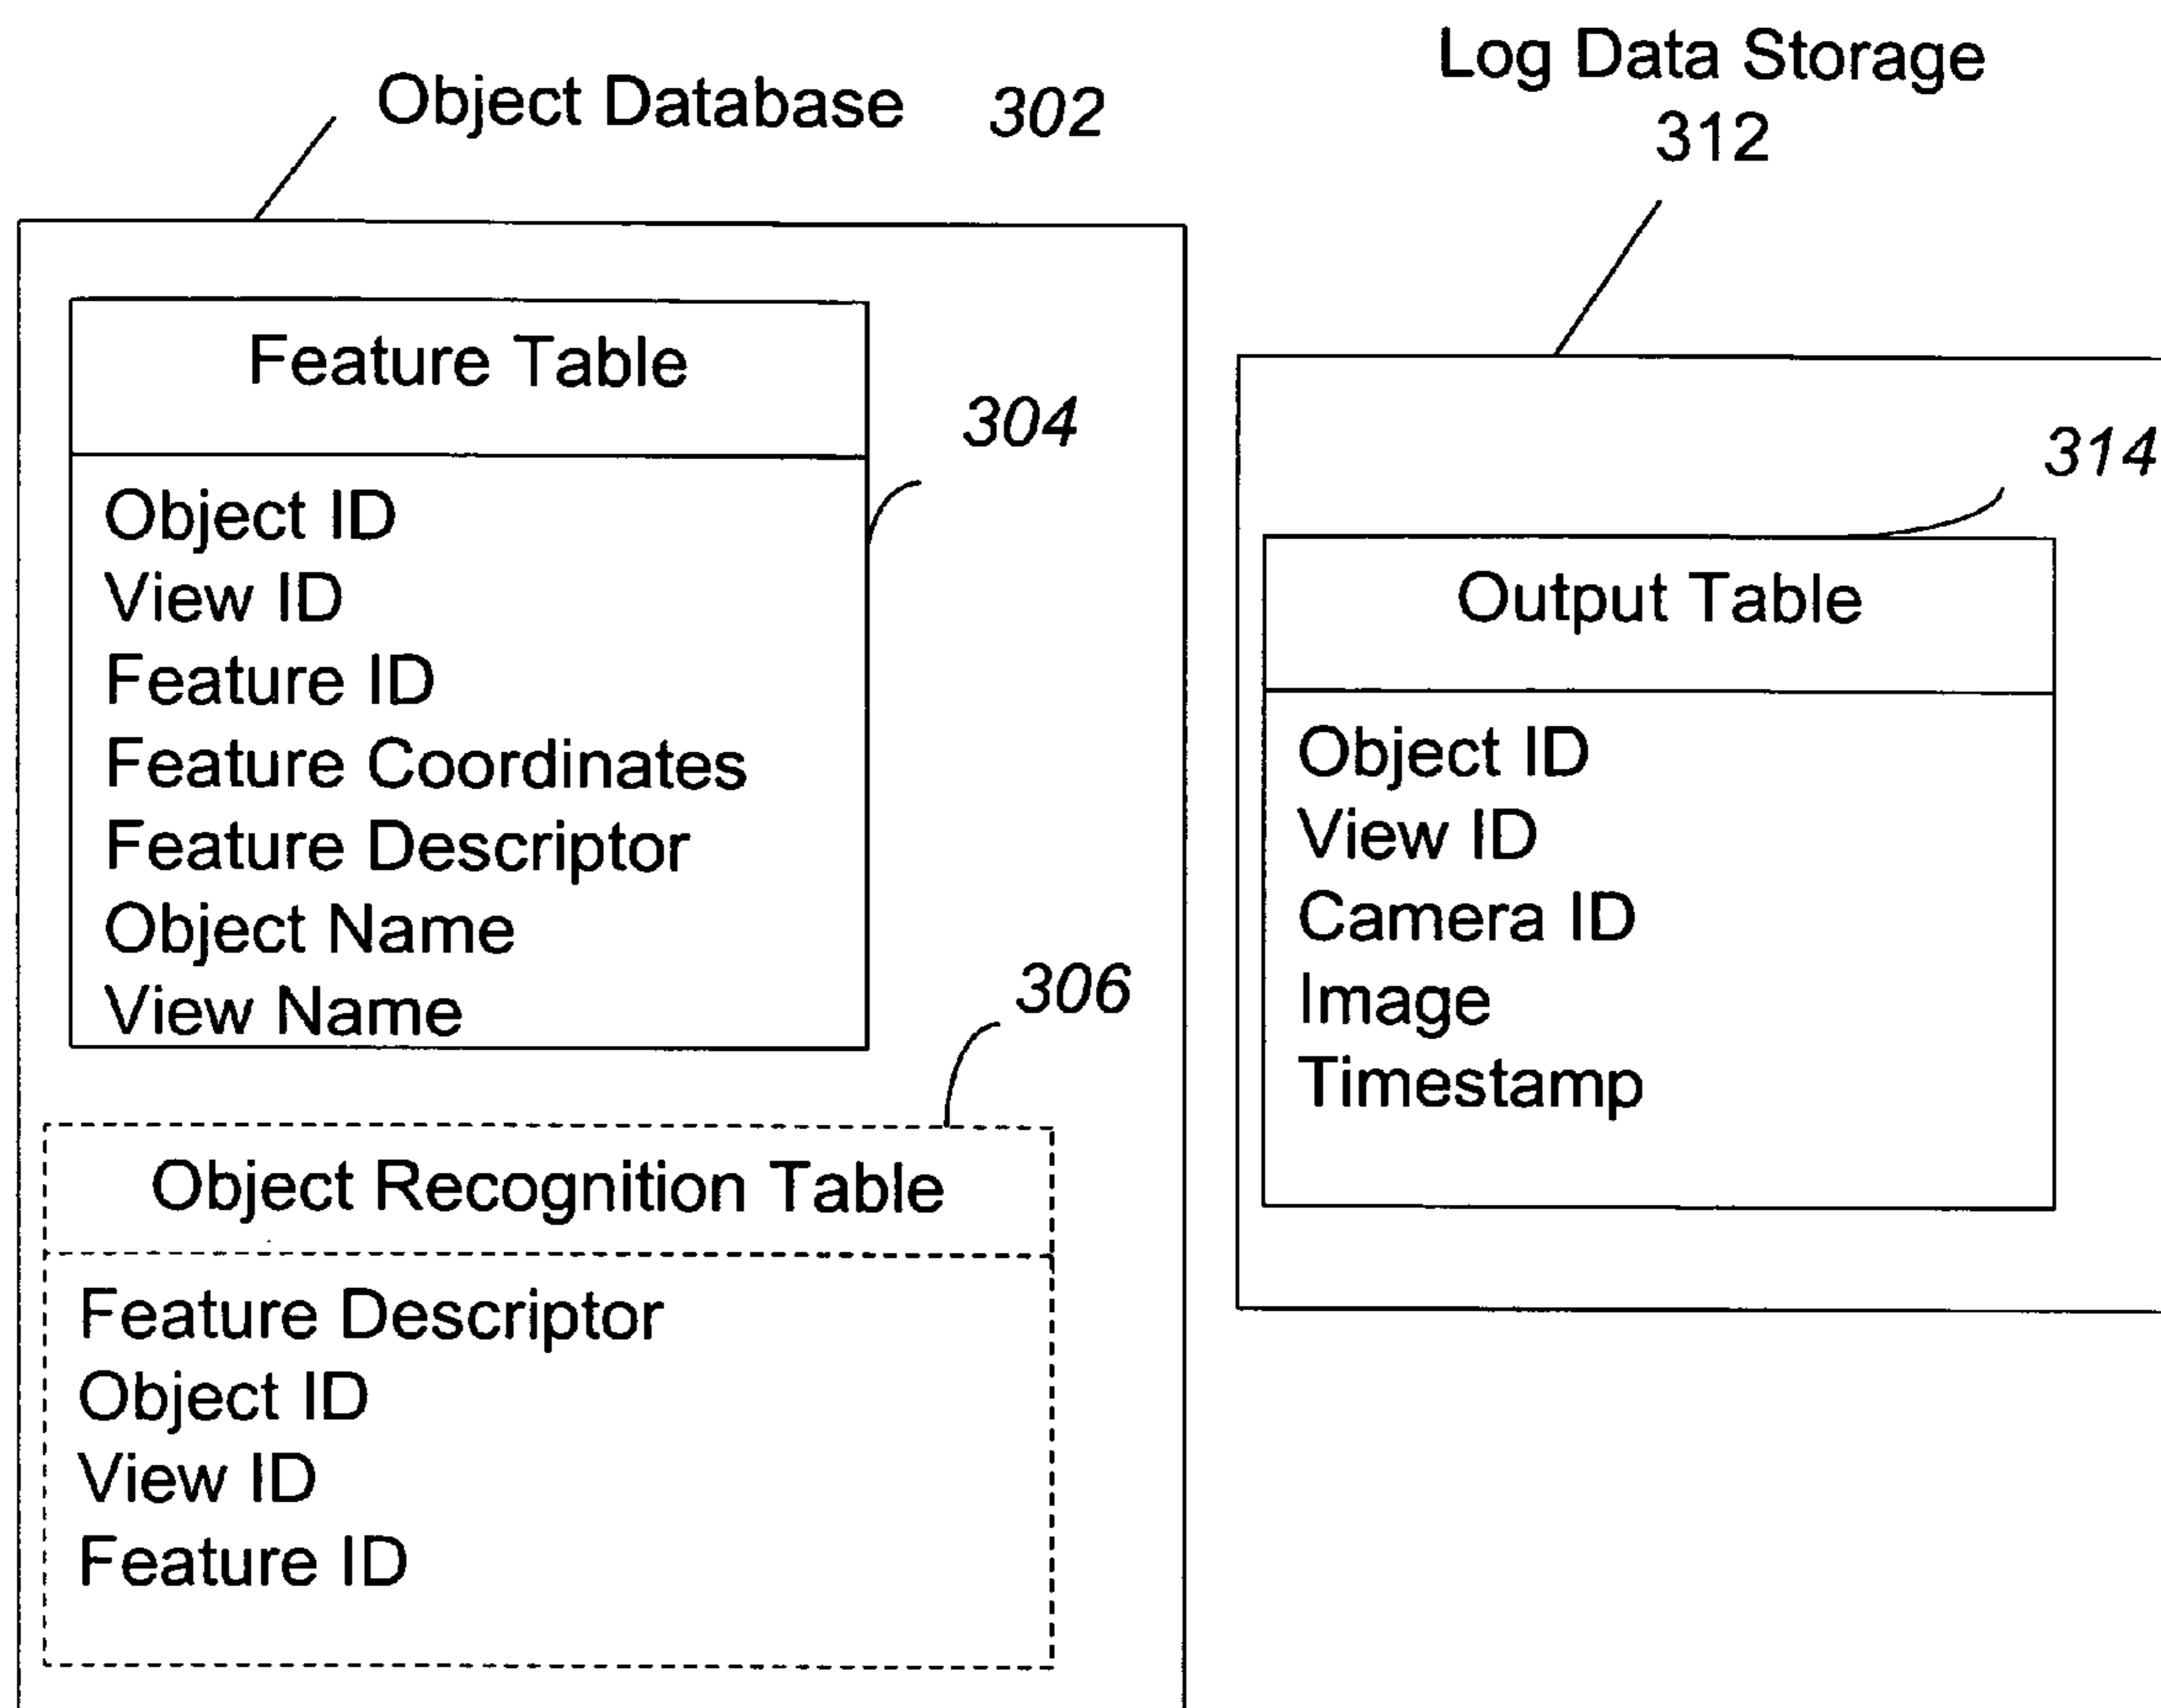 Object Database 302
Feature Table
304
Object ID
View ID
Feature ID
Feature Coordinates
Feature Descriptor
Object Name
View Name
306
Object Recognition Table
Feature Descriptor
Object ID
View ID
Feature ID
Log Data Storage
312
314
Output Table
Object ID
View ID
Camera ID
Image
Timestamp